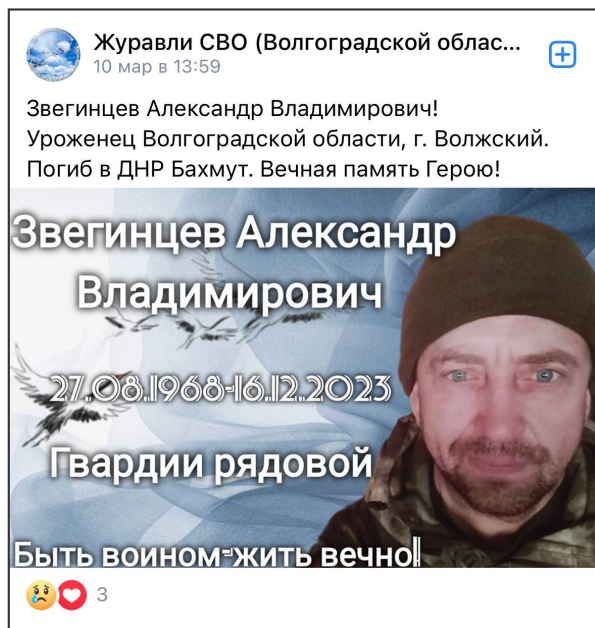 Журавли СВО (Волгоградской облас...
10 мар в 13:59
Звегинцев Александр Владимирович!
Уроженец Волгоградской области, г. Волжский.
Погиб в ДНР Бахмут. Вечная память Герою!
Звегинцев Александр
Владимирович
27.08.1968-16.12.2023
Гвардии рядовой
Быть воином-жить вечно!
3